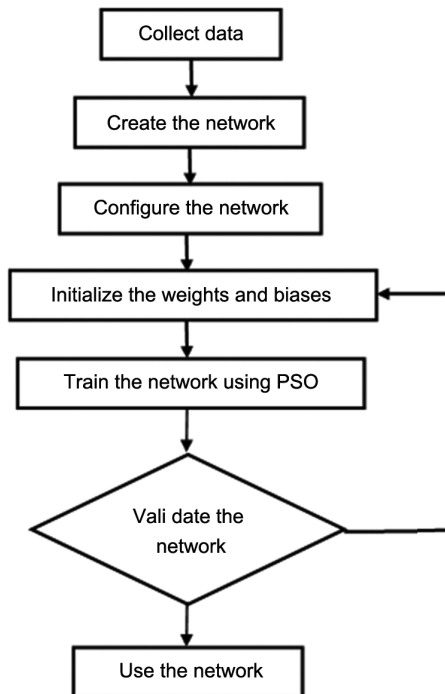 Collect data
Create the network
Configure the network
Initialize the weights and biases
Train the network using PSO
Vali date the
network
Use the network